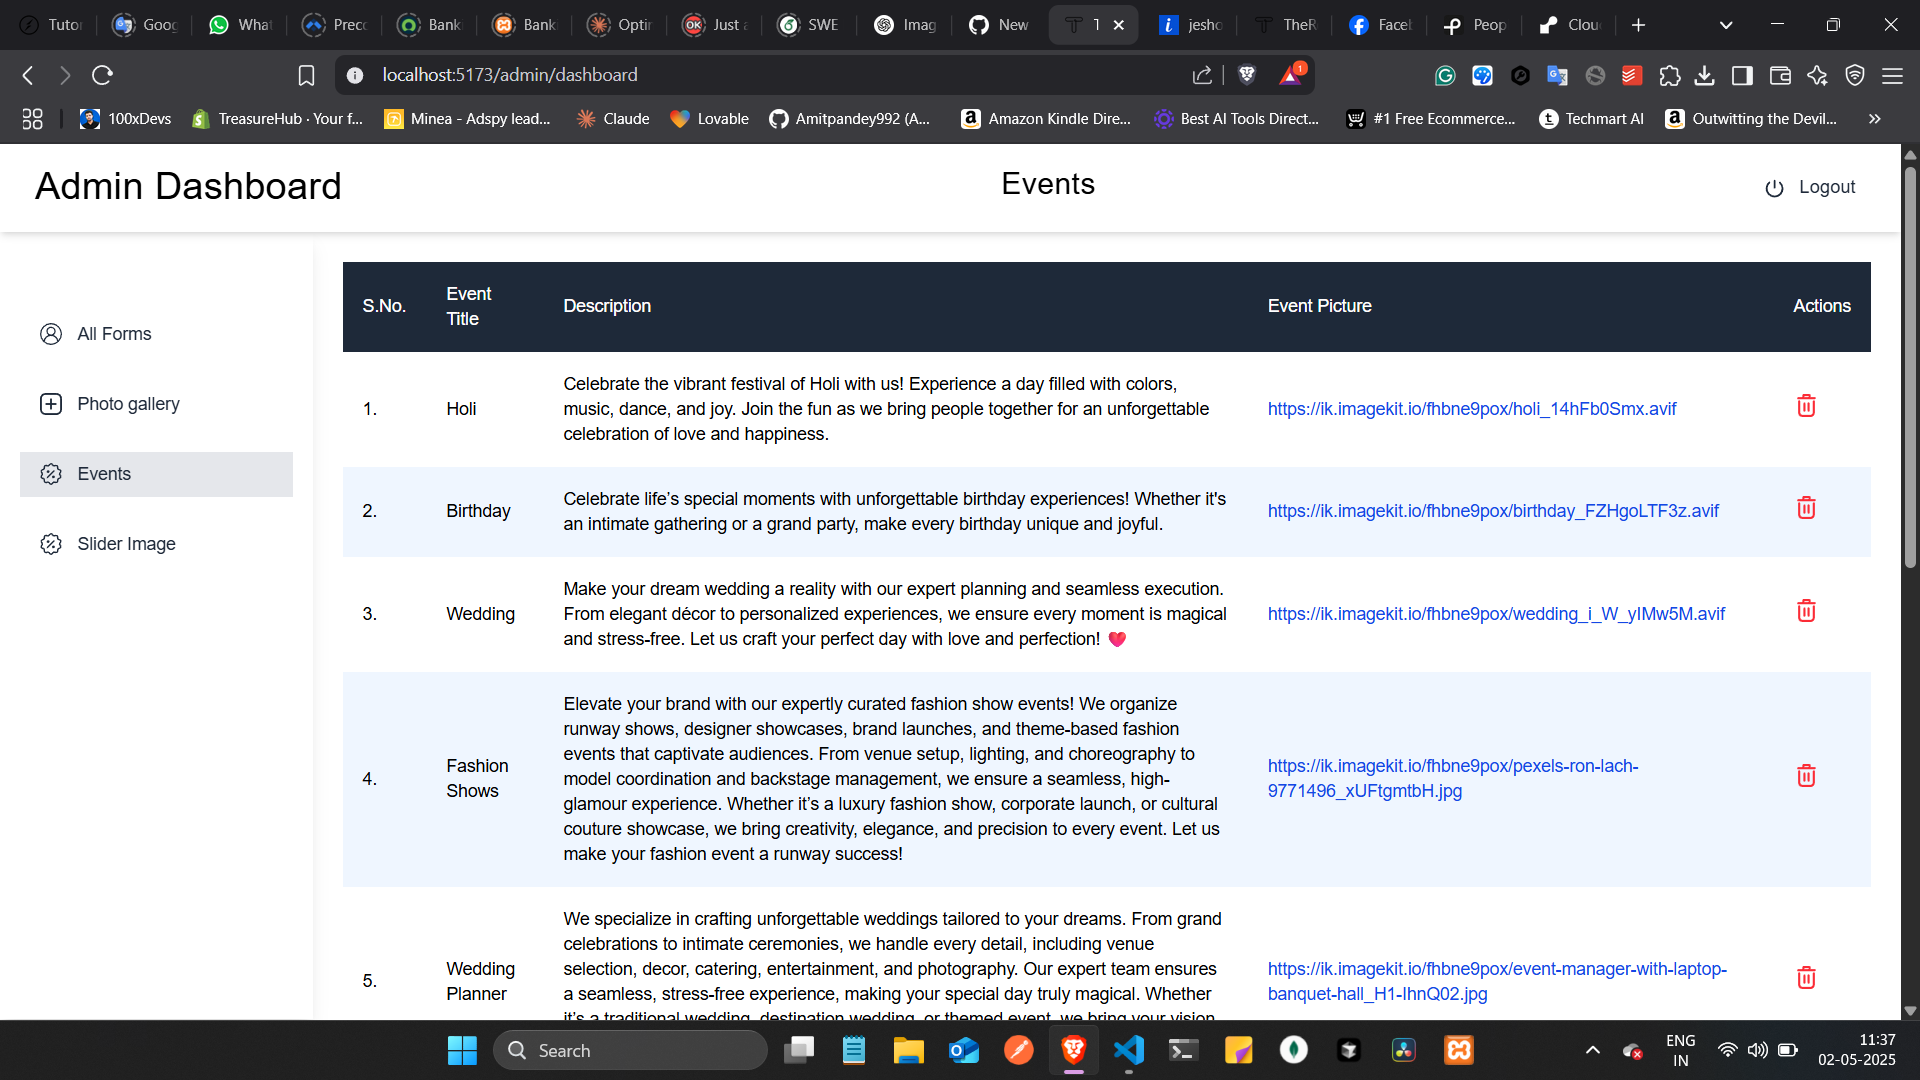 Tutor
Goog
What
Precc
Banki
Bank
Optir
Just a
SWE
Imag
New
T
jesho
TheR
Facel
Peop
Clou
localhost:5173/admin/dashboard
1
100xDevs
TreasureHub · Your f...
Minea - Adspy lead...
Claude
Lovable
Amitpandey992 (A...
Amazon Kindle Dire...
Best AI Tools Direct...
#1 Free Ecommerce...
Techmart AI
Outwitting the Devil...
Admin Dashboard
Events
Logout
All Forms
Photo gallery
Events
Slider Image
S.No.
Event
Title
Description
Event Picture
Actions
1.
Holi
Celebrate the vibrant festival of Holi with us! Experience a day filled with colors,
music, dance, and joy. Join the fun as we bring people together for an unforgettable
celebration of love and happiness.
https://ik.imagekit.io/fhbne9pox/holi_14hFb0Smx.avif
2.
Birthday
Celebrate life’s special moments with unforgettable birthday experiences! Whether it's
an intimate gathering or a grand party, make every birthday unique and joyful.
https://ik.imagekit.io/fhbne9pox/birthday_FZHgoLTF3z.avif
3.
Wedding
Make your dream wedding a reality with our expert planning and seamless execution.
From elegant décor to personalized experiences, we ensure every moment is magical
and stress-free. Let us craft your perfect day with love and perfection! ❤️
https://ik.imagekit.io/fhbne9pox/wedding_i_W_yIMw5M.avif
4.
Fashion
Shows
Elevate your brand with our expertly curated fashion show events! We organize
runway shows, designer showcases, brand launches, and theme-based fashion
events that captivate audiences. From venue setup, lighting, and choreography to
model coordination and backstage management, we ensure a seamless, high-
glamour experience. Whether it’s a luxury fashion show, corporate launch, or cultural
couture showcase, we bring creativity, elegance, and precision to every event. Let us
make your fashion event a runway success!
https://ik.imagekit.io/fhbne9pox/pexels-ron-lach-
9771496_xUFtgmtbH.jpg
5.
Wedding
Planner
We specialize in crafting unforgettable weddings tailored to your dreams. From grand
celebrations to intimate ceremonies, we handle every detail, including venue
selection, decor, catering, entertainment, and photography. Our expert team ensures
a seamless, stress-free experience, making your special day truly magical. Whether
it’s a traditional wedding, destination wedding, or themed event, we bring your vision
https://ik.imagekit.io/fhbne9pox/event-manager-with-laptop-
banquet-hall_H1-IhnQ02.jpg
Search
ENG
IN
11:37
02-05-2025